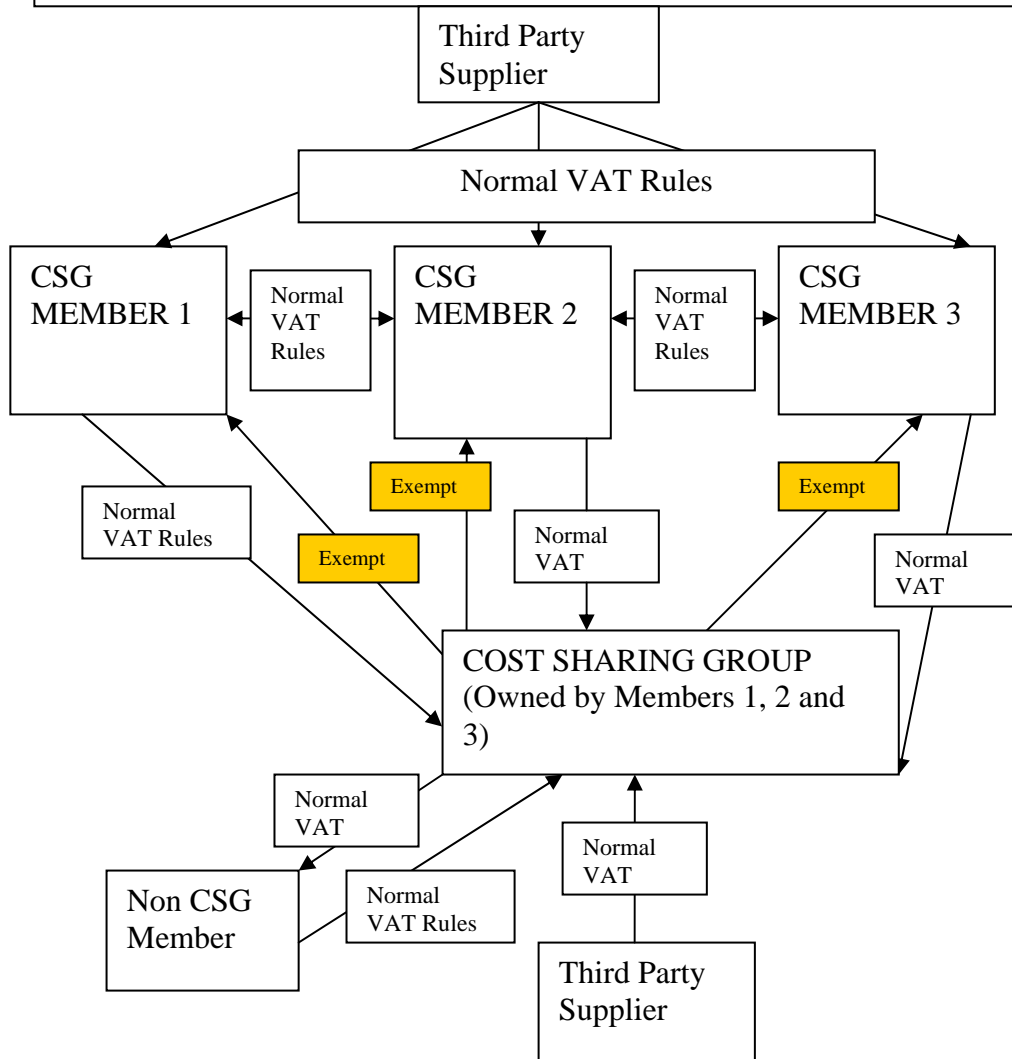 Third Party
Supplier
Normal VAT Rules
CSG
MEMBER 1
Normal
VAT
Rules
CSG
MEMBER 2
Normal
VAT
Rules
CSG
MEMBER 3
Normal
VAT Rules
Exempt
Exempt
Normal
VAT
Exempt
Normal
VAT
COST SHARING GROUP
(Owned by Members 1, 2 and
3)
Normal
VAT
Non CSG
Member
Normal
VAT Rules
Normal
VAT
Third Party
Supplier